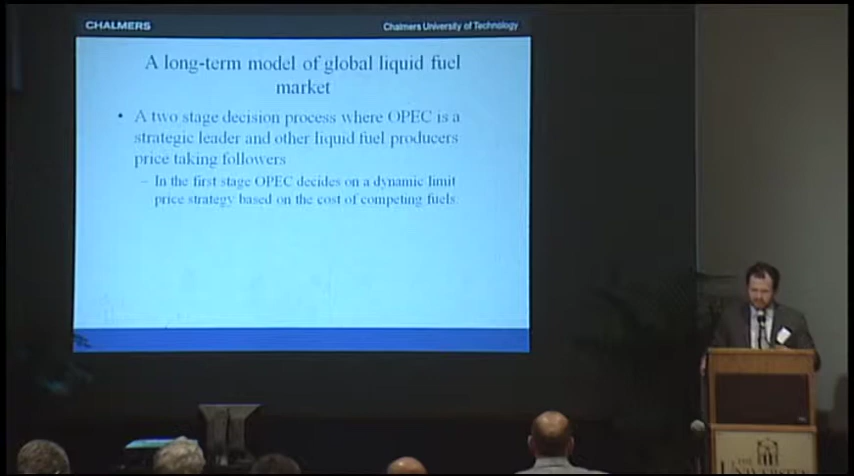 CHALMERS
Chalmers University of Technology
A long-term model of global liquid fuel
market
• A two stage decision process where OPEC is a
strategic leader and other liquid fuel producers
price taking followers
– In the first stage OPEC decides on a dynamic limit
price strategy based on the cost of competing fuels.
THE